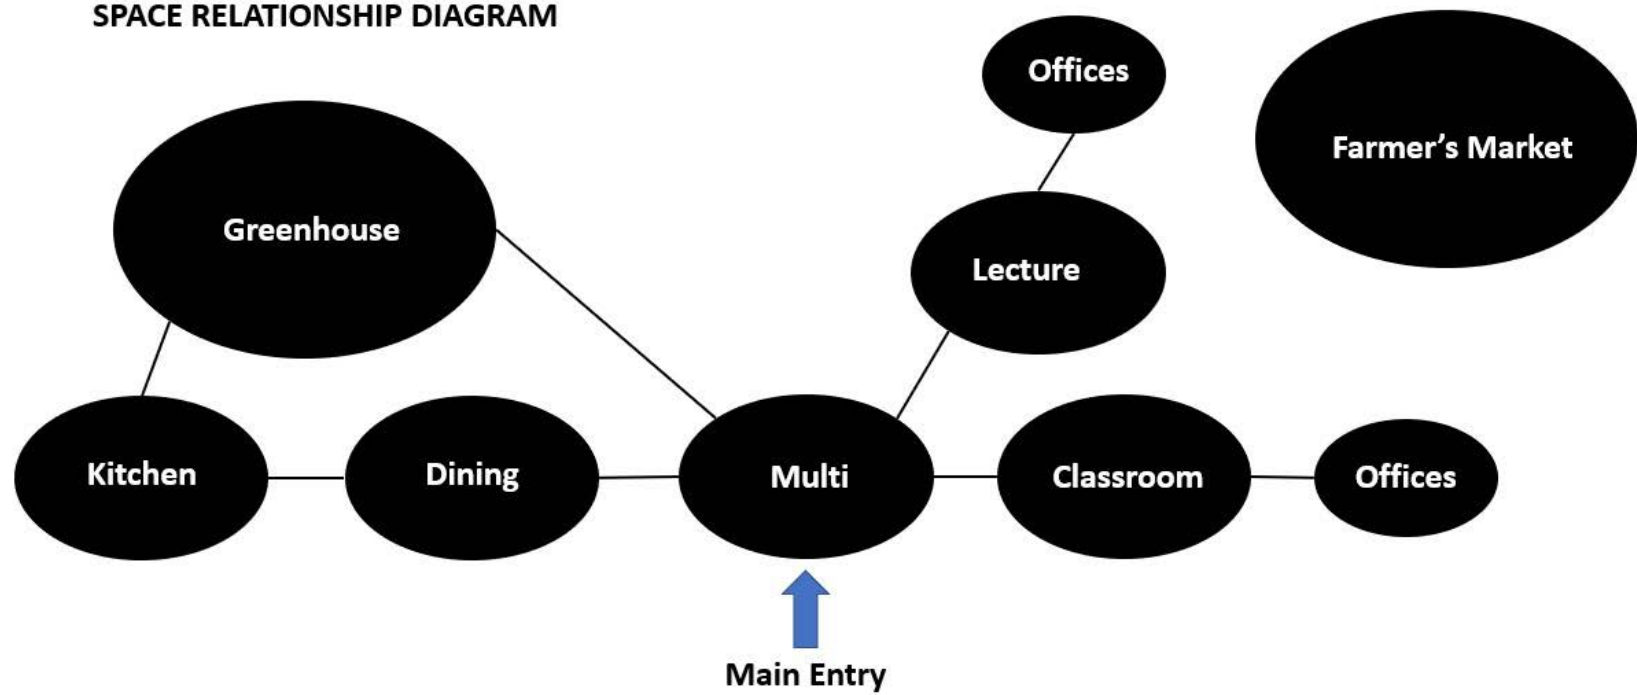 SPACE RELATIONSHIP DIAGRAM
Offices
Farmer’s Market
Greenhouse
Lecture
Kitchen
Dining
Multi
Classroom
Offices
Main Entry